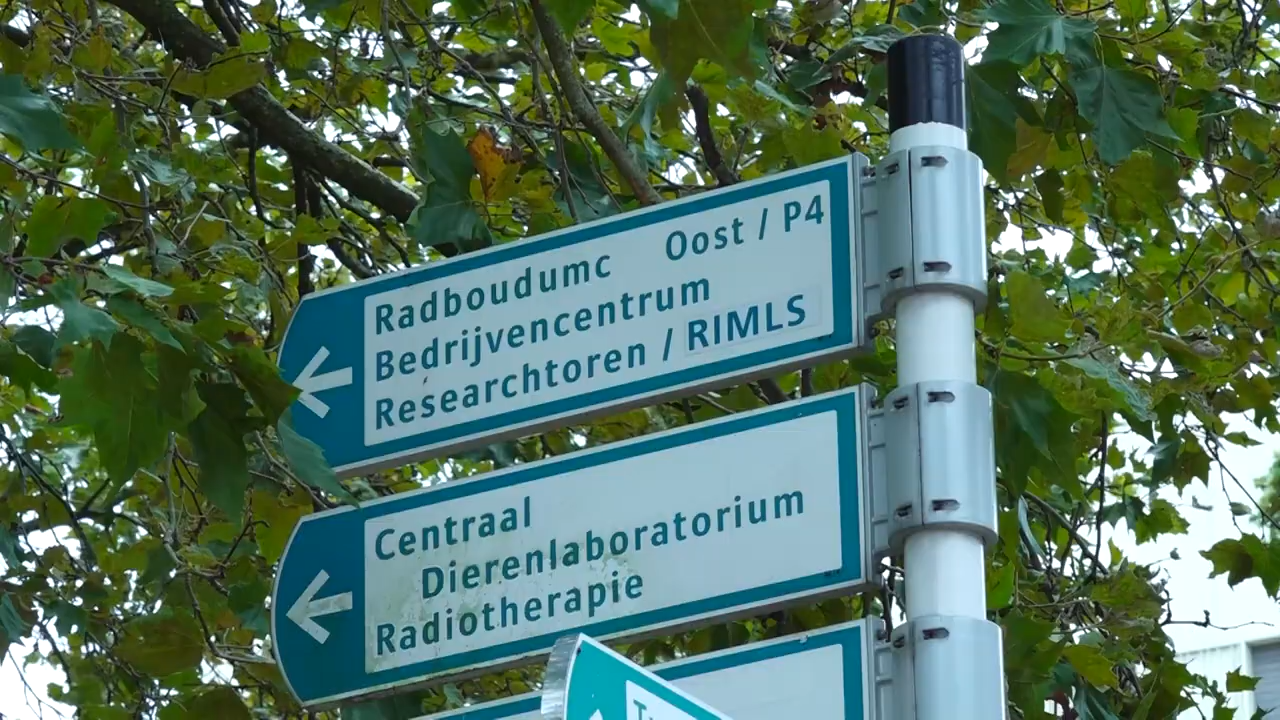 Radboudumc Oost / P4
Bedrijvencentrum
Researchtoren / RIMLS
Centraal
Dierenlaboratorium
Radiotherapie